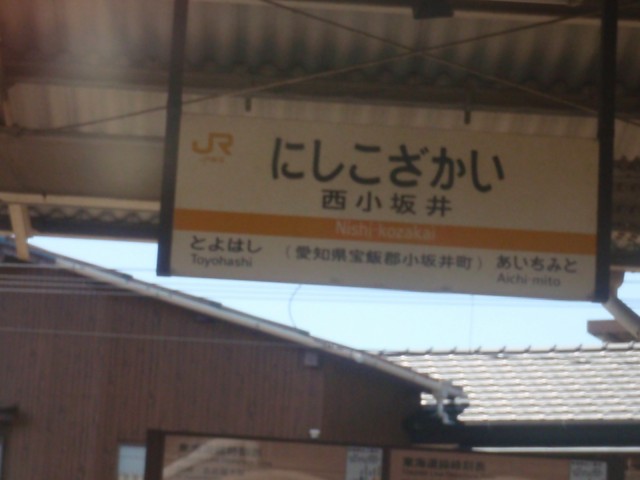 JR
にしこざかい
西小坂井
Nishi-kozakai
とよはし (愛知県宝飯郡小坂井町) あいちみと
Toyohashi Aichi-mito